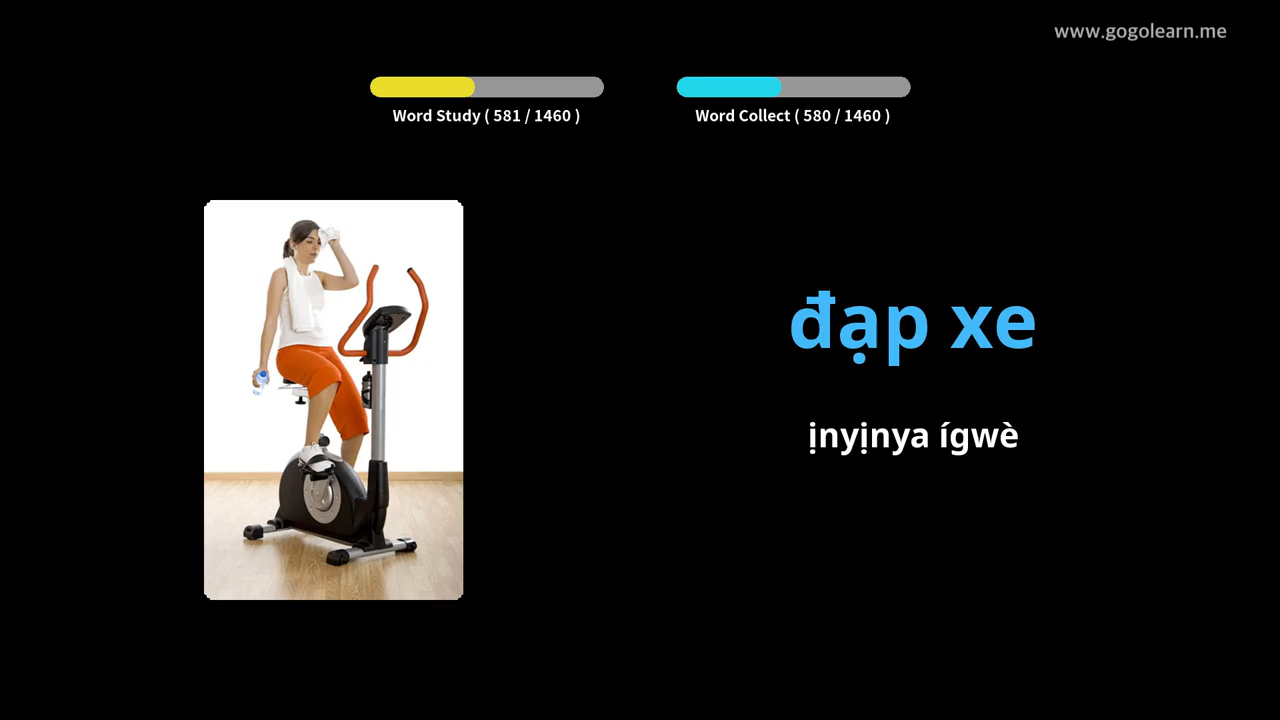 www.gogolearn.me
Word Study ( 581 / 1460 )
Word Collect ( 580 / 1460 )
đạp xe
ịnyịnya ígwè